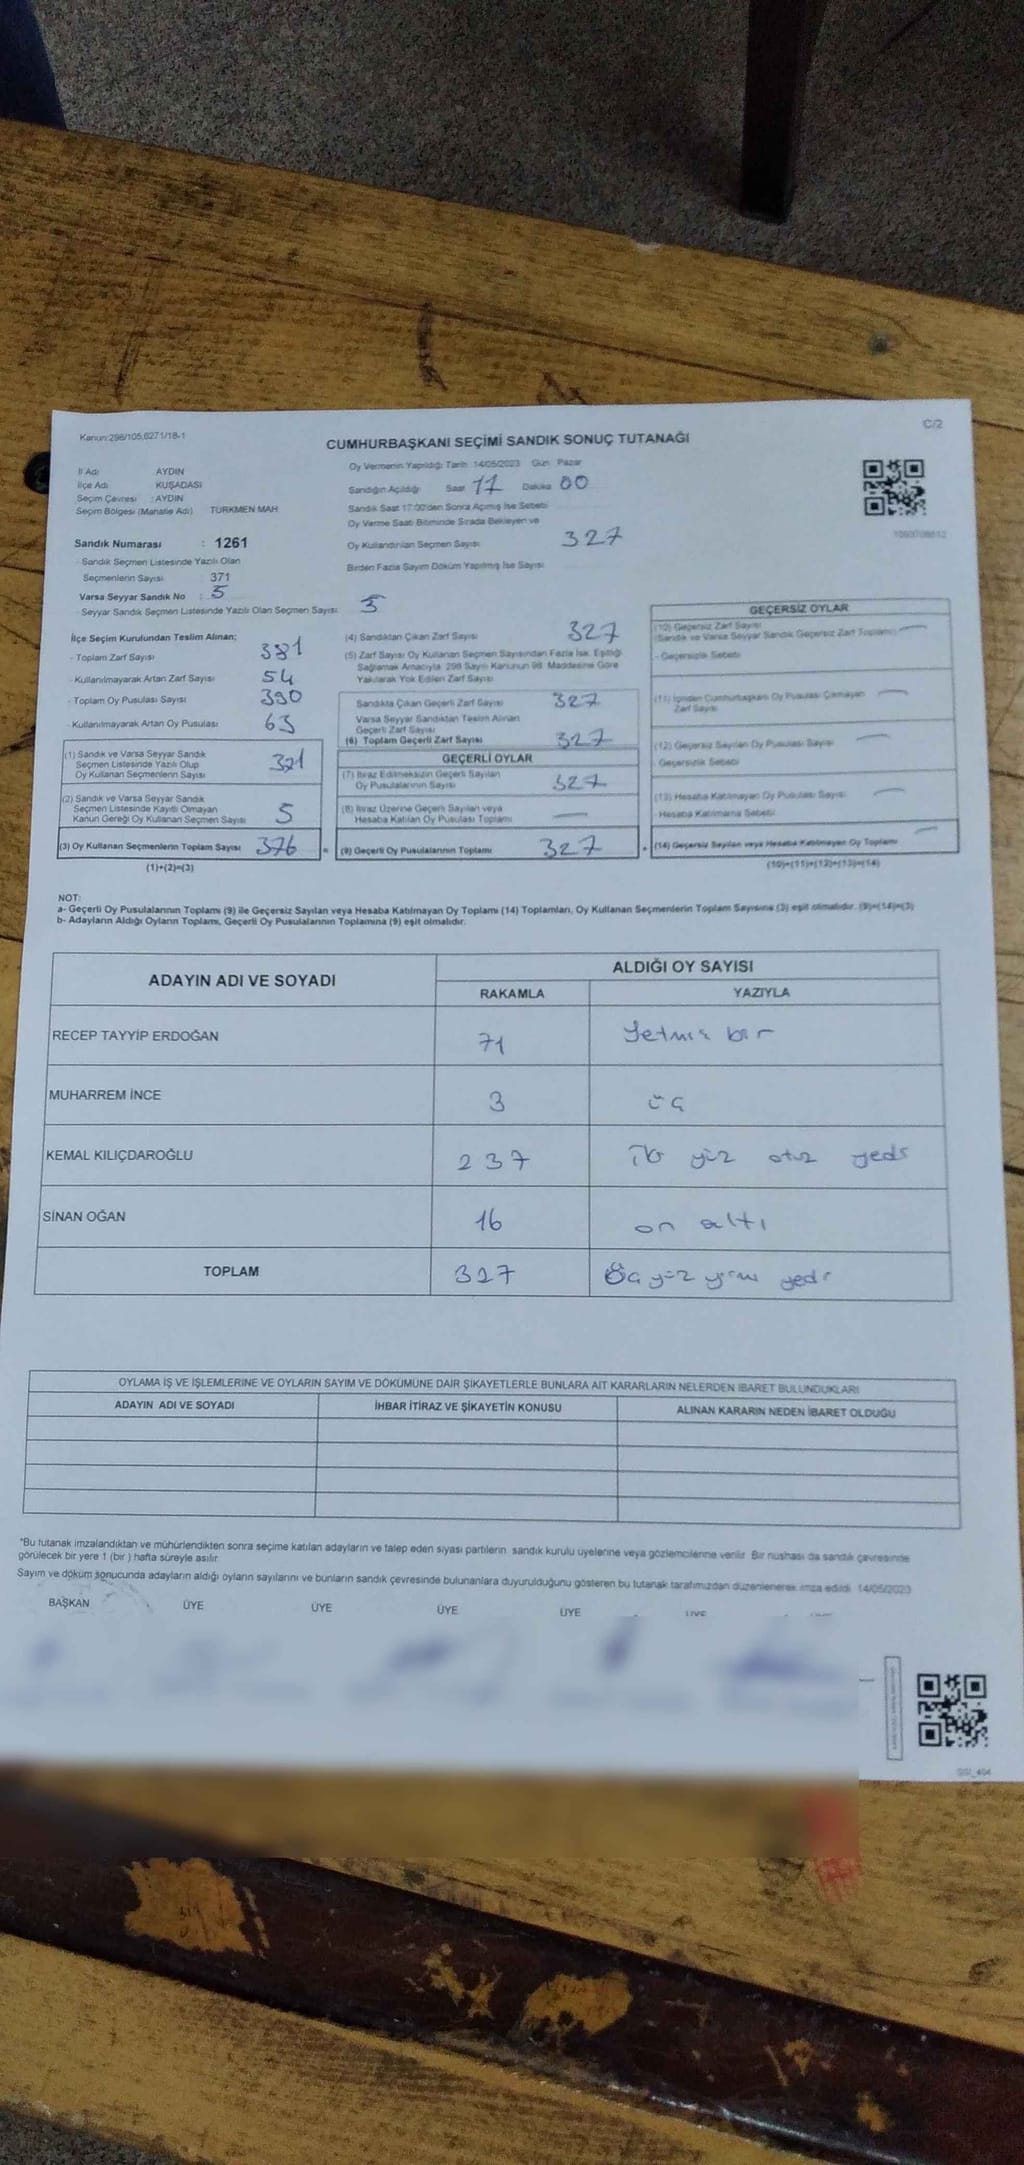 Kanun:298/105,6271/18-1
C/2
CUMHURBAŞKANI SEÇİMİ SANDIK SONUÇ TUTANAĞI
İl Adı : AYDIN
İlçe Adı : KUŞADASI
Seçim Çevresi : AYDIN
Seçim Bölgesi (Mahalle Adı) TÜRKMEN MAH.
Sandık Numarası : 1261
- Sandık Seçmen Listesinde Yazılı Olan
Seçmenlerin Sayısı : 371
Varsa Seyyar Sandık No : 5
- Seyyar Sandık Seçmen Listesinde Yazılı Olan Seçmen Sayısı : 5
Oy Vermenin Yapıldığı Tarih: 14/05/2023 Gün: Pazar
Sandığın Açıldığı Saat 17 Dakika 00
Sandık Saat 17:00'den Sonra Açmış İse Sebebi
Oy Verme Saati Bitiminde Sırada Bekleyen ve
Oy Kullandırılan Seçmen Sayısı 327
Birden Fazla Sayım Döküm Yapılmış İse Sayısı
İlçe Seçim Kurulundan Teslim Alınan;
- Toplam Zarf Sayısı 381
- Kullanılmayarak Artan Zarf Sayısı 54
- Toplam Oy Pusulası Sayısı 390
- Kullanılmayarak Artan Oy Pusulası 63
(1) Sandık ve Varsa Seyyar Sandık
Seçmen Listesinde Yazılı Olup
Oy Kullanan Seçmenlerin Sayısı 371
(2) Sandık ve Varsa Seyyar Sandık
Seçmen Listesinde Kayıtlı Olmayan
Kanun Gereği Oy Kullanan Seçmen Sayısı 5
(3) Oy Kullanan Seçmenlerin Toplam Sayısı 376 =
(1)+(2)=(3)
(4) Sandıktan Çıkan Zarf Sayısı 327
(5) Zarf Sayısı Oy Kullanan Seçmen Sayısından Fazla İse, Eşitliği
Sağlamak Amacıyla 298 Sayılı Kanunun 98. Maddesine Göre
Yakılarak Yok Edilen Zarf Sayısı
Sandıkta Çıkan Geçerli Zarf Sayısı 327
Varsa Seyyar Sandıktan Teslim Alınan
Geçerli Zarf Sayısı
(6) Toplam Geçerli Zarf Sayısı 327
GEÇERLİ OYLAR
(7) İtiraz Edilmeksizin Geçerli Sayılan
Oy Pusulalarının Sayısı 327
(8) İtiraz Üzerine Geçerli Sayılan veya
Hesaba Katılan Oy Pusulası Toplamı —
(9) Geçerli Oy Pusulalarının Toplamı 327 +
GEÇERSİZ OYLAR
(10) Geçersiz Zarf Sayısı
(Sandık ve Varsa Seyyar Sandık Geçersiz Zarf Toplamı) —
- Geçersizlik Sebebi
(11) İçinden Cumhurbaşkanı Oy Pusulası Çıkmayan
Zarf Sayısı —
(12) Geçersiz Sayılan Oy Pusulası Sayısı —
- Geçersizlik Sebebi
(13) Hesaba Katılmayan Oy Pusulası Sayısı —
Hesaba Katılmama Sebebi
(14) Geçersiz Sayılan veya Hesaba Katılmayan Oy Toplamı —
(10)+(11)+(12)+(13)=(14)
NOT:
a- Geçerli Oy Pusulalarının Toplamı (9) ile Geçersiz Sayılan veya Hesaba Katılmayan Oy Toplamı (14) Toplamları, Oy Kullanan Seçmenlerin Toplam Sayısına (3) eşit olmalıdır. (9)+(14)=(3)
b- Adayların Aldığı Oyların Toplamı, Geçerli Oy Pusulalarının Toplamına (9) eşit olmalıdır.
ADAYIN ADI VE SOYADI ALDIĞI OY SAYISI
RAKAMLA YAZIYLA
RECEP TAYYİP ERDOĞAN 71 Yetmiş bir
MUHARREM İNCE 3 üç
KEMAL KILIÇDAROĞLU 237 iki yüz otuz yedi
SİNAN OĞAN 16 on altı
TOPLAM 327 Üç yüz yirmi yedi
OYLAMA İŞ VE İŞLEMLERİNE VE OYLARIN SAYIM VE DÖKÜMÜNE DAİR ŞİKAYETLERLE BUNLARA AİT KARARLARIN NELERDEN İBARET BULUNDUKLARI
ADAYIN ADI VE SOYADI İHBAR İTİRAZ VE ŞİKAYETİN KONUSU ALINAN KARARIN NEDEN İBARET OLDUĞU
*Bu tutanak imzalandıktan ve mühürlendikten sonra seçime katılan adayların ve talep eden siyasi partilerin, sandık kurulu üyelerine veya gözlemcilerine verilir. Bir nüshası da sandık çevresinde
görülecek bir yere 1 (bir ) hafta süreyle asılır.
Sayım ve döküm sonucunda adayların aldığı oyların sayılarını ve bunların sandık çevresinde bulunanlara duyurulduğunu gösteren bu tutanak tarafımızdan düzenlenerek imza edildi. 14/05/2023
BAŞKAN ÜYE ÜYE ÜYE ÜYE ÜYE ÜYE